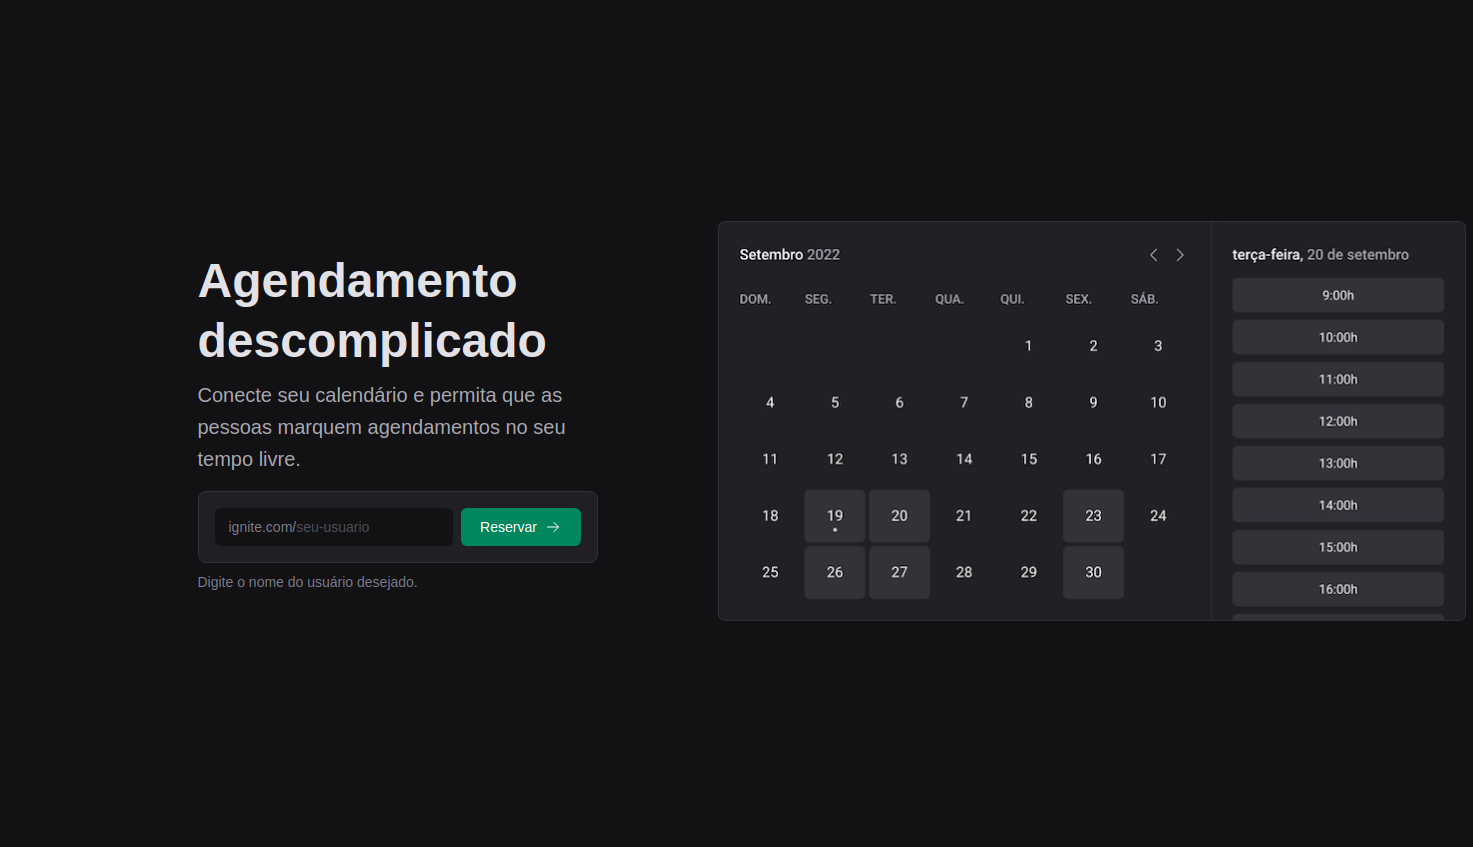 Agendamento
descomplicado
Conecte seu calendário e permita que as
pessoas marquem agendamentos no seu
tempo livre.
ignite.com/seu-usuario
Reservar
Digite o nome do usuário desejado.
Setembro 2022
DOM. SEG. TER. QUA. QUI. SEX. SÁB.
1 2 3
4 5 6 7 8 9 10
11 12 13 14 15 16 17
18 19 20 21 22 23 24
25 26 27 28 29 30
terça-feira, 20 de setembro
9:00h
10:00h
11:00h
12:00h
13:00h
14:00h
15:00h
16:00h